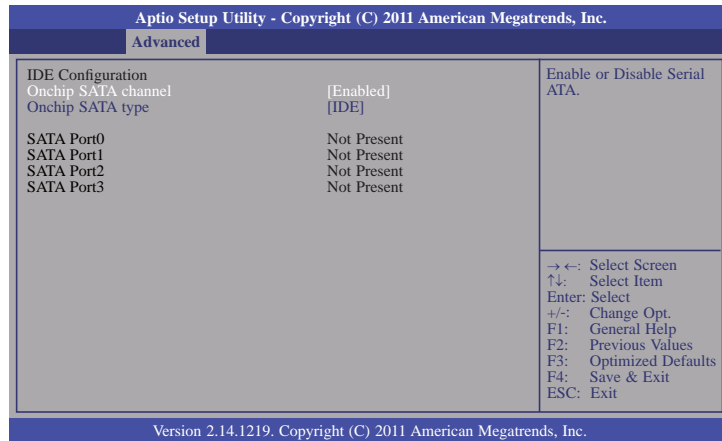 Aptio Setup Utility - Copyright (C) 2011 American Megatrends, Inc.
Advanced
IDE Configuration
Onchip SATA channel [Enabled]
Onchip SATA type [IDE]
SATA Port0 Not Present
SATA Port1 Not Present
SATA Port2 Not Present
SATA Port3 Not Present
Enable or Disable Serial
ATA.
→←: Select Screen
↑↓: Select Item
Enter: Select
+/-: Change Opt.
F1: General Help
F2: Previous Values
F3: Optimized Defaults
F4: Save & Exit
ESC: Exit
Version 2.14.1219. Copyright (C) 2011 American Megatrends, Inc.